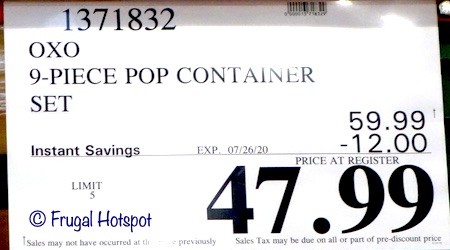 1371832
OXO
9-PIECE POP CONTAINER
SET
59.99
Instant Savings EXP. 07/26/20 -12.00
PRICE AT REGISTER
LIMIT
5
47.99
© Frugal Hotspot
Sales may not have occurred at the price previously Sales Tax may be due on all or part of pre-discount price